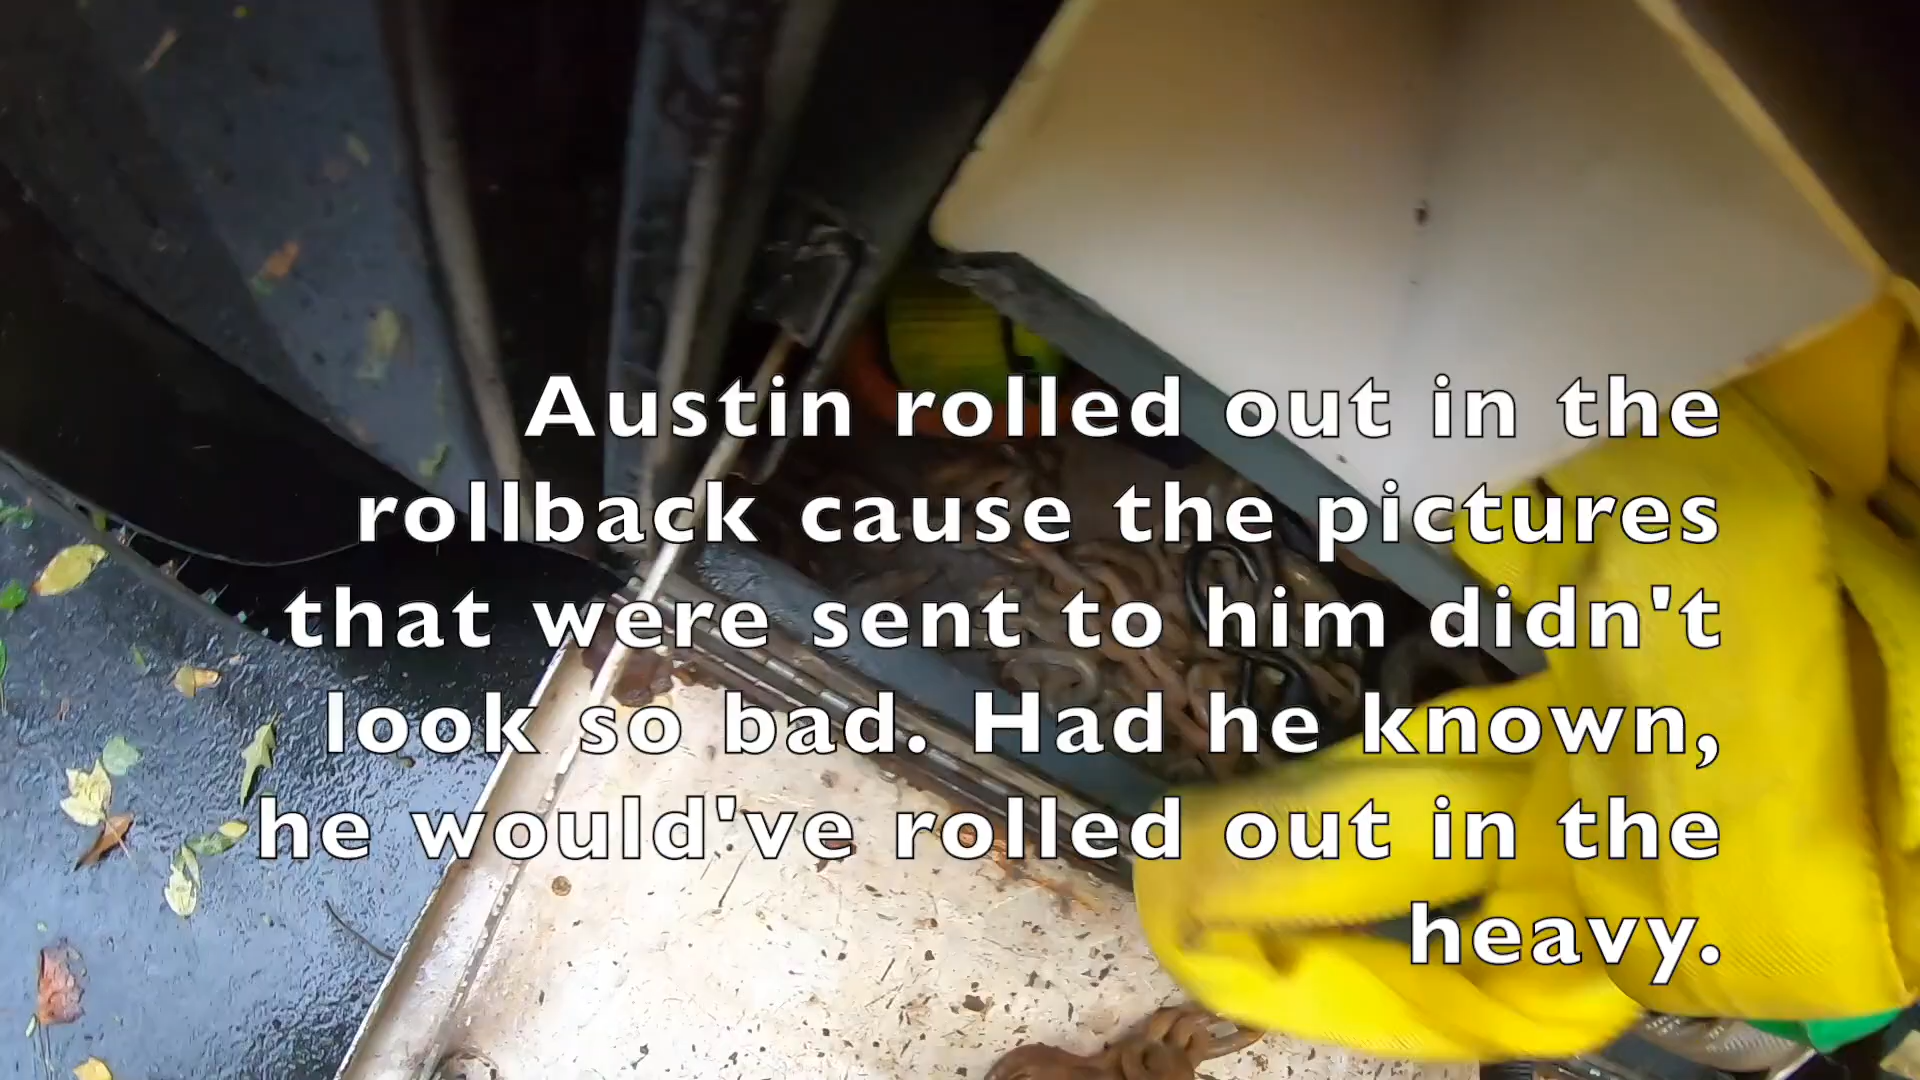 Austin rolled out in the
rollback cause the pictures
that were sent to him didn't
look so bad. Had he known,
he would've rolled out in the
heavy.